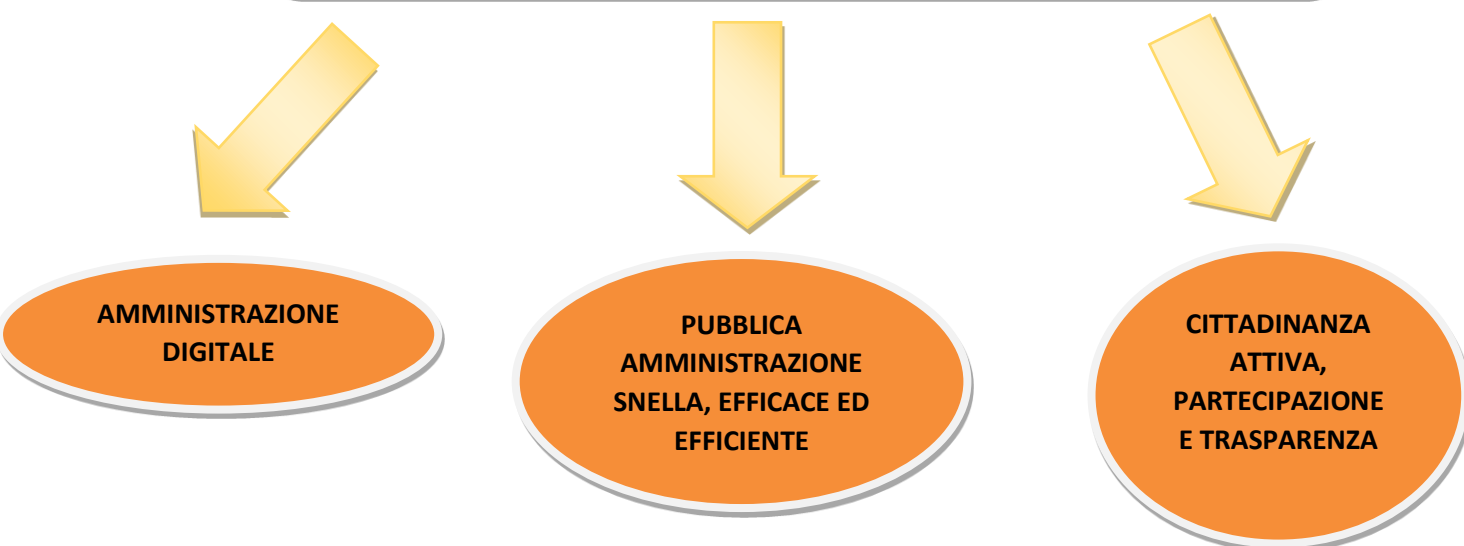 AMMINISTRAZIONE
DIGITALE
PUBBLICA
AMMINISTRAZIONE
SNELLA, EFFICACE ED
EFFICIENTE
CITTADINANZA
ATTIVA,
PARTECIPAZIONE
E TRASPARENZA